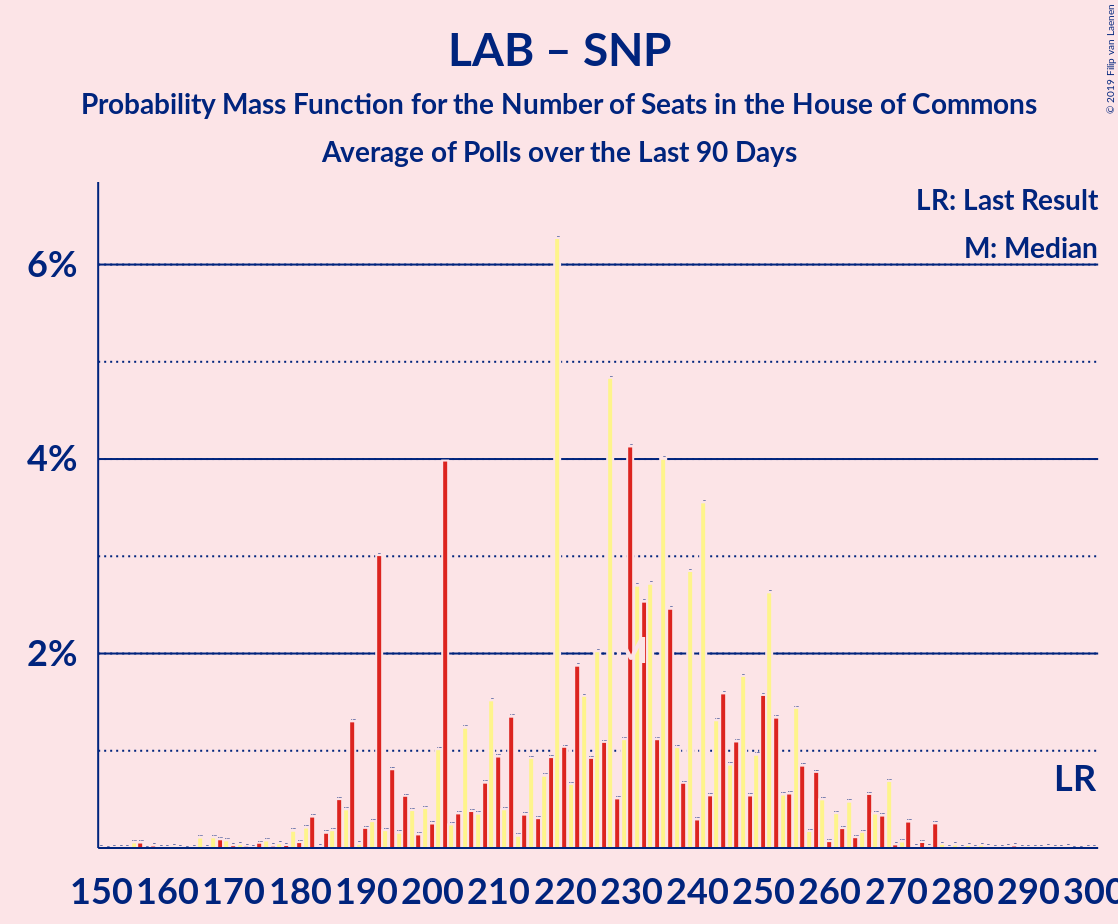 LAB – SNP
Probability Mass Function for the Number of Seats in the House of Commons
Average of Polls over the Last 90 Days
© 2019 Filip van Laenen
LR: Last Result
M: Median
6%
4%
2%
M
LR
150 160 170 180 190 200 210 220 230 240 250 260 270 280 290 300